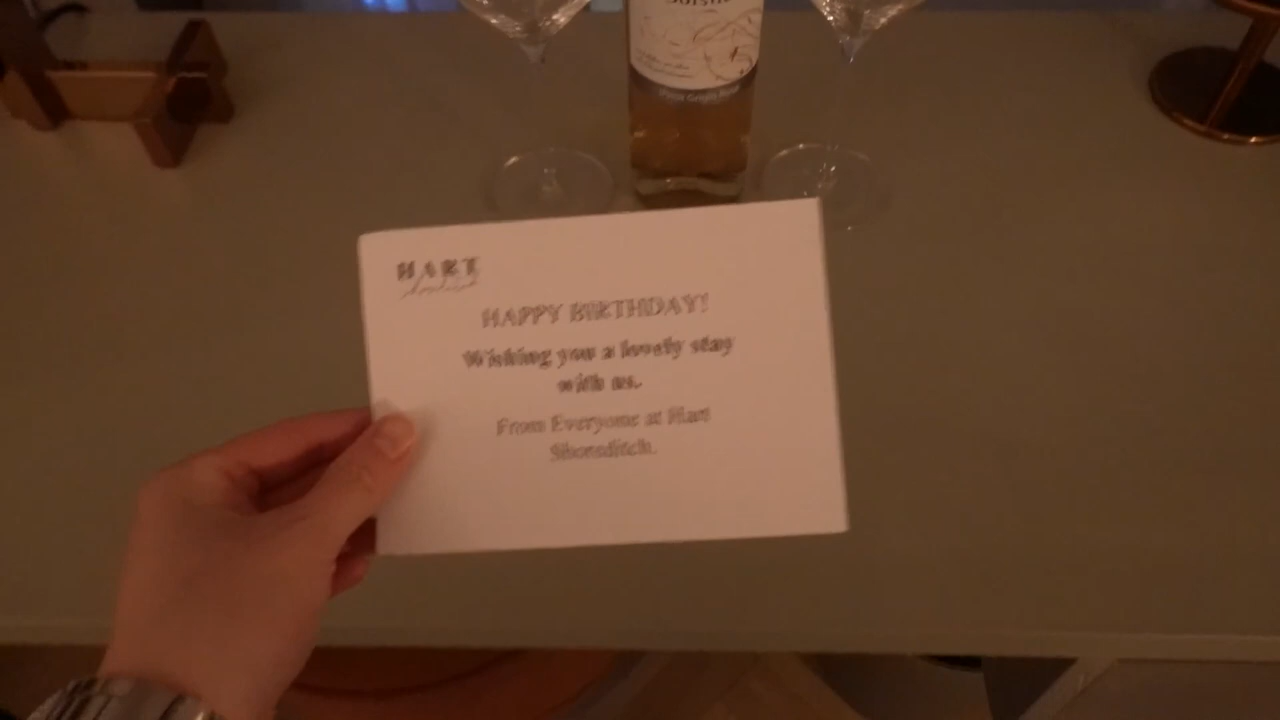 HART
HAPPY BIRTHDAY!
Wishing you a lovely stay
with us.
From Everyone at Hart
Shoreditch.